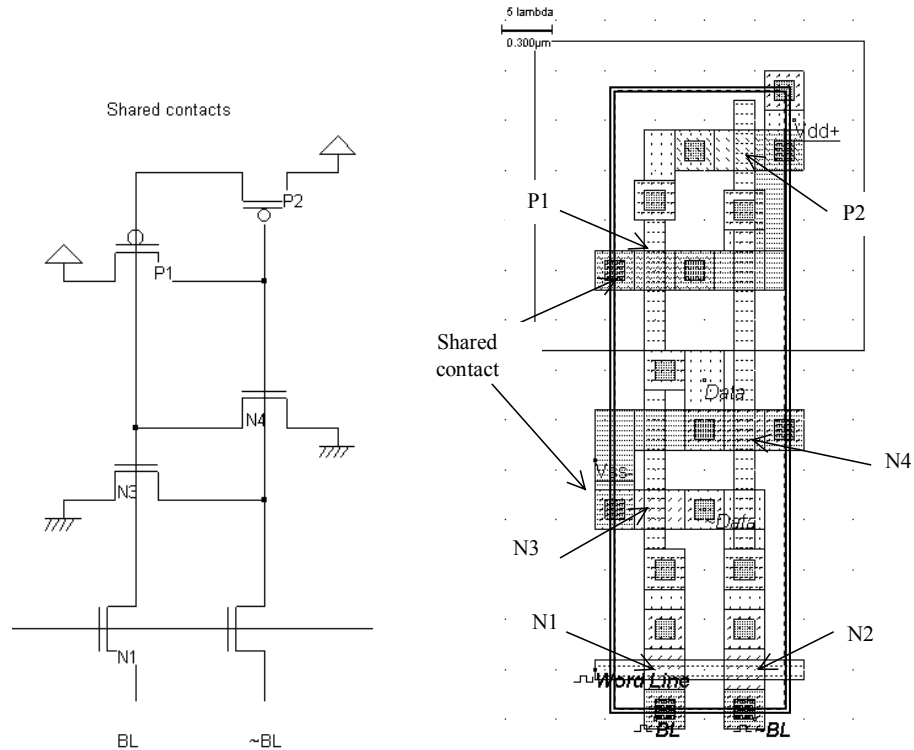 Shared contacts
P2
P1
N4
N3
N1
BL
~BL
5 lambda
0.300µm
Vdd+
P1
P2
Shared
contact
Data
N4
Vss-
~Data
N3
N1
N2
Word Line
BL
~BL